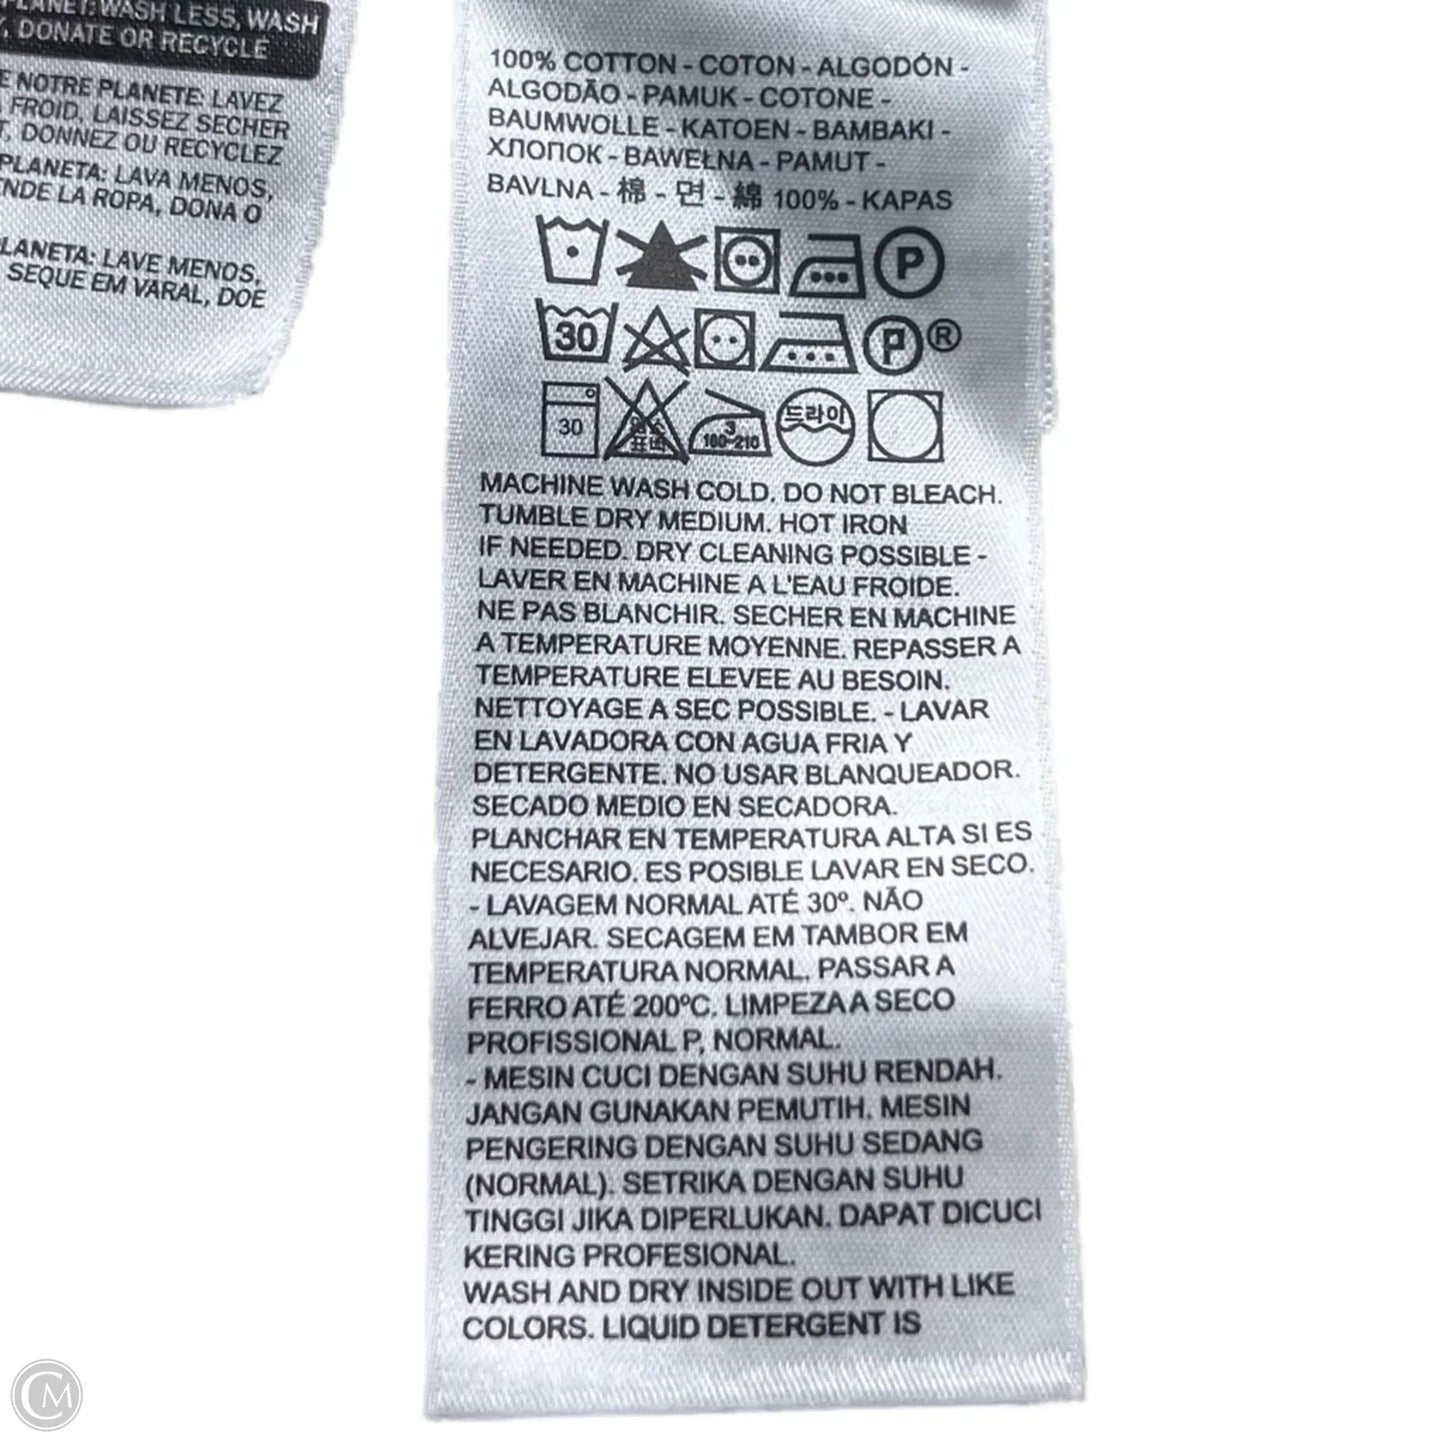 PLANET: WASH LESS, WASH
DONATE OR RECYCLE
E NOTRE PLANETE: LAVEZ
FROID. LAISSEZ SECHER
DONNEZ OU RECYCLEZ
PLANETA: LAVA MENOS,
NDE LA ROPA, DONA O
LANETA: LAVE MENOS,
SEQUE EM VARAL, DOE
100% COTTON - COTON - ALGODÓN -
ALGODÃO - PAMUK - COTONE -
BAUMWOLLE - KATOEN - BAMBAKI -
ХЛОПОК - BAWEŁNA - PAMUT -
BAVLNA - 棉 - 면 - 綿 100% - KAPAS
P
30 P ®
30 염소 표백 3 180-210 드라이
MACHINE WASH COLD. DO NOT BLEACH.
TUMBLE DRY MEDIUM. HOT IRON
IF NEEDED. DRY CLEANING POSSIBLE -
LAVER EN MACHINE A L'EAU FROIDE.
NE PAS BLANCHIR. SECHER EN MACHINE
A TEMPERATURE MOYENNE. REPASSER A
TEMPERATURE ELEVEE AU BESOIN.
NETTOYAGE A SEC POSSIBLE. - LAVAR
EN LAVADORA CON AGUA FRIA Y
DETERGENTE. NO USAR BLANQUEADOR.
SECADO MEDIO EN SECADORA.
PLANCHAR EN TEMPERATURA ALTA SI ES
NECESARIO. ES POSIBLE LAVAR EN SECO.
- LAVAGEM NORMAL ATÉ 30º. NÃO
ALVEJAR. SECAGEM EM TAMBOR EM
TEMPERATURA NORMAL. PASSAR A
FERRO ATÉ 200ºC. LIMPEZA A SECO
PROFISSIONAL P, NORMAL.
- MESIN CUCI DENGAN SUHU RENDAH.
JANGAN GUNAKAN PEMUTIH. MESIN
PENGERING DENGAN SUHU SEDANG
(NORMAL). SETRIKA DENGAN SUHU
TINGGI JIKA DIPERLUKAN. DAPAT DICUCI
KERING PROFESIONAL.
WASH AND DRY INSIDE OUT WITH LIKE
COLORS. LIQUID DETERGENT IS
CM